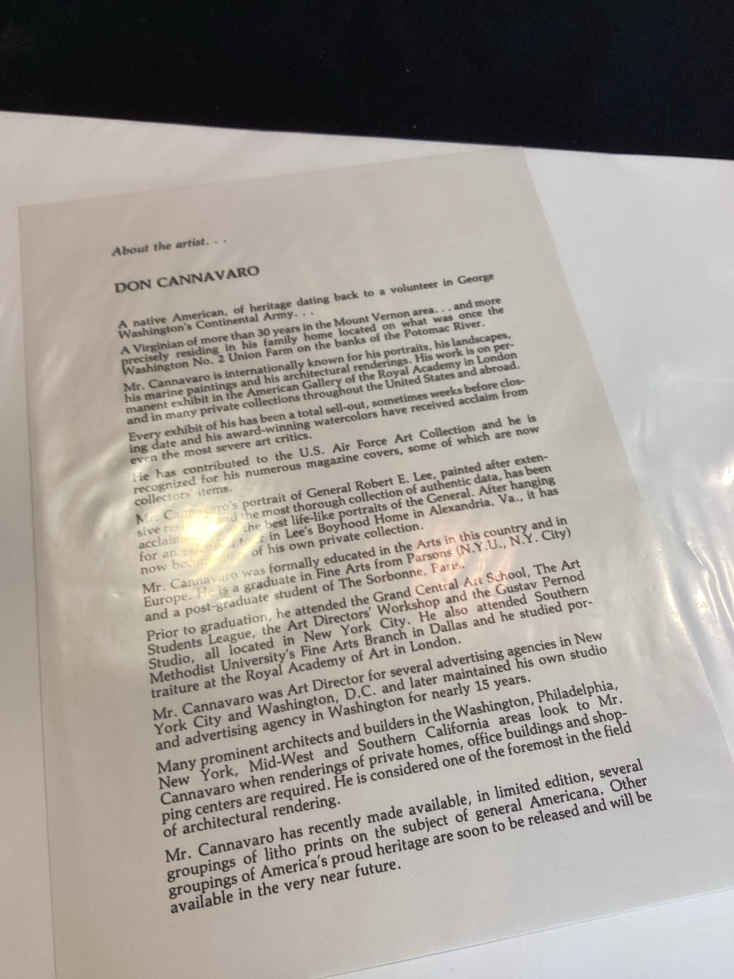 About the artist. . .
DON CANNAVARO
A native American, of heritage dating back to a volunteer in George
Washington's Continental Army. . .
A Virginian of more than 30 years in the Mount Vernon area. . . and more
precisely residing in his family home located on what was once the
Washington No. 2 Union Farm on the banks of the Potomac River.
Mr. Cannavaro is internationally known for his portraits, his landscapes,
his marine paintings and his architectural renderings. His work is on per-
manent exhibit in the American Gallery of the Royal Academy in London
and in many private collections throughout the United States and abroad.
Every exhibit of his has been a total sell-out, sometimes weeks before clos-
ing date and his award-winning watercolors have received acclaim from
even the most severe art critics.
He has contributed to the U.S. Air Force Art Collection and he is
recognized for his numerous magazine covers, some of which are now
collectors' items.
Mr. Cannavaro's portrait of General Robert E. Lee, painted after exten-
sive the most thorough collection of authentic data, has been
acclaim the best life-like portraits of the General. After hanging
for an in Lee's Boyhood Home in Alexandria, Va., it has
now of his own private collection.
Mr. Cannavaro was formally educated in the Arts in this country and in
Europe. He is a graduate in Fine Arts from Parsons (N.Y.U., N.Y. City)
and a post-graduate student of The Sorbonne, Paris.
Prior to graduation, he attended the Grand Central Art School, The Art
Students League, the Art Directors' Workshop and the Gustav Pernod
Studio, all located in New York City. He also attended Southern
Methodist University's Fine Arts Branch in Dallas and he studied por-
traiture at the Royal Academy of Art in London.
Mr. Cannavaro was Art Director for several advertising agencies in New
York City and Washington, D.C. and later maintained his own studio
and advertising agency in Washington for nearly 15 years.
Many prominent architects and builders in the Washington, Philadelphia,
New York, Mid-West and Southern California areas look to Mr.
Cannavaro when renderings of private homes, office buildings and shop-
ping centers are required. He is considered one of the foremost in the field
of architectural rendering.
Mr. Cannavaro has recently made available, in limited edition, several
groupings of litho prints on the subject of general Americana. Other
groupings of America's proud heritage are soon to be released and will be
available in the very near future.